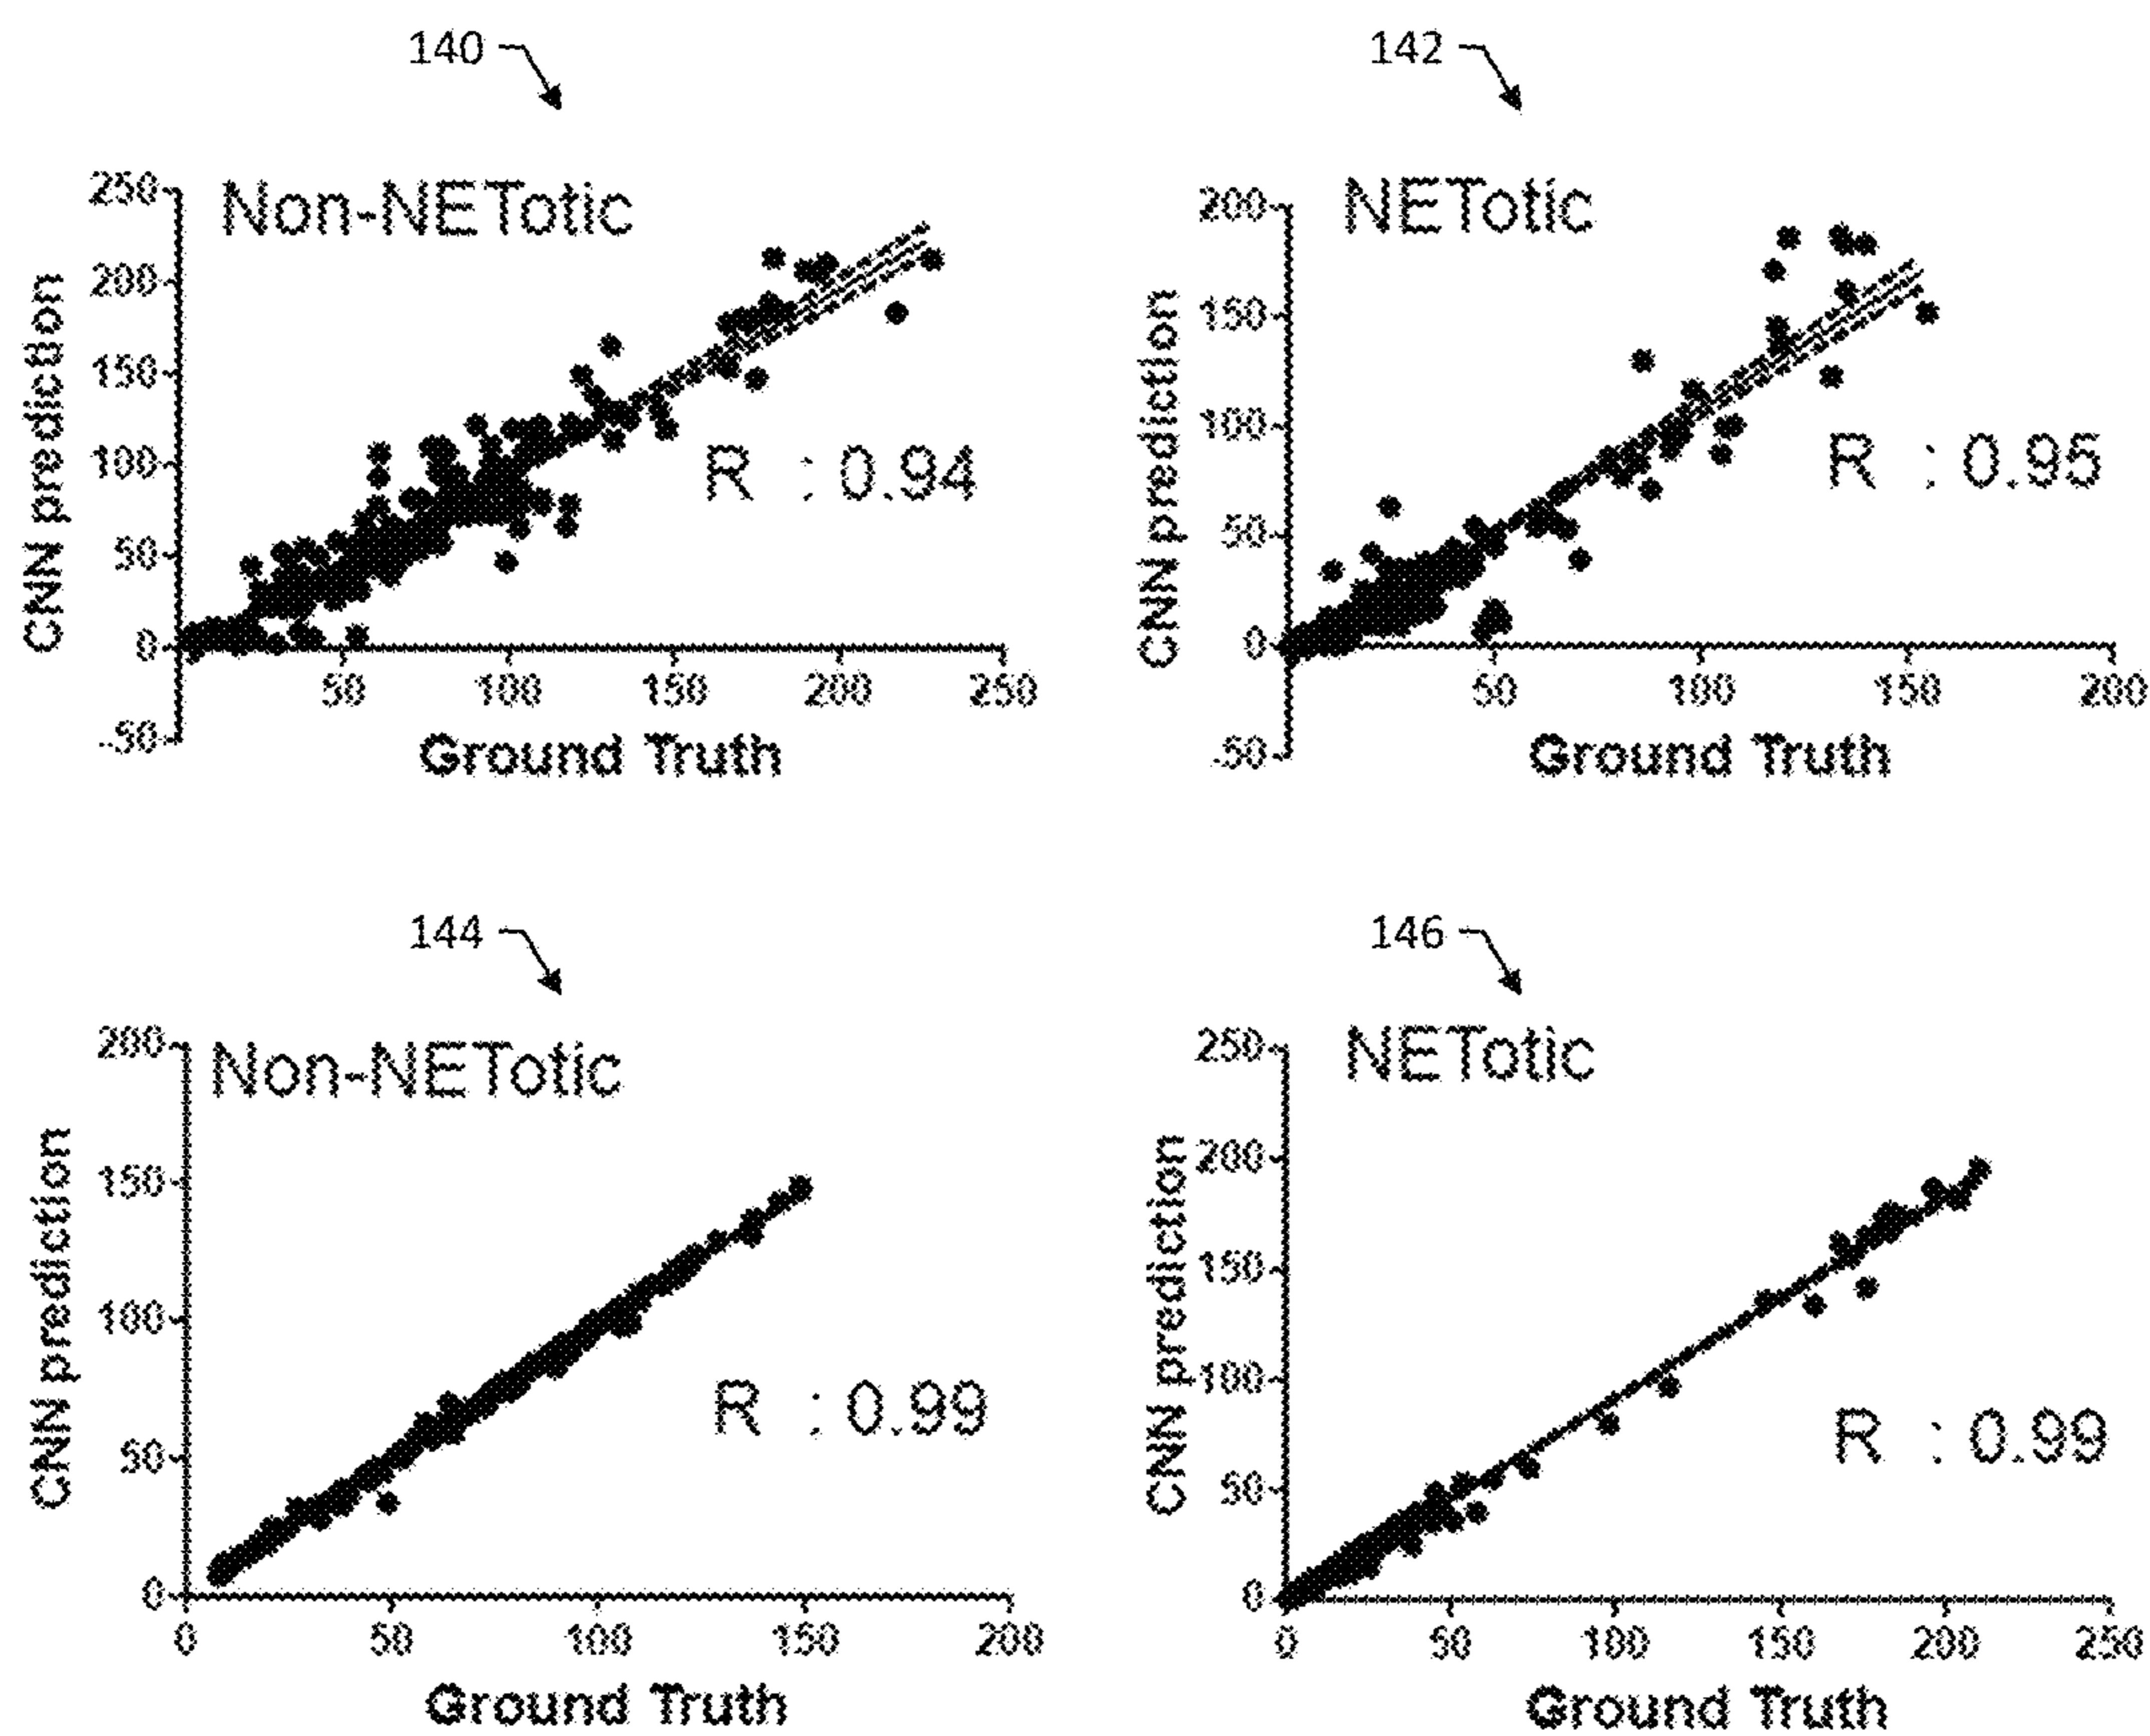 140
142
Non-NETotic
250
200
150
100
50
0
-50
CNN prediction
50 100 150 200 250
Ground Truth
R : 0.94
NETotic
200
150
100
50
0
-50
CNN prediction
50 100 150 200
Ground Truth
R : 0.95
144
146
Non-NETotic
200
150
100
50
0
CNN prediction
0 50 100 150 200
Ground Truth
R : 0.99
NETotic
250
200
150
100
50
0
CNN prediction
0 50 100 150 200 250
Ground Truth
R : 0.99